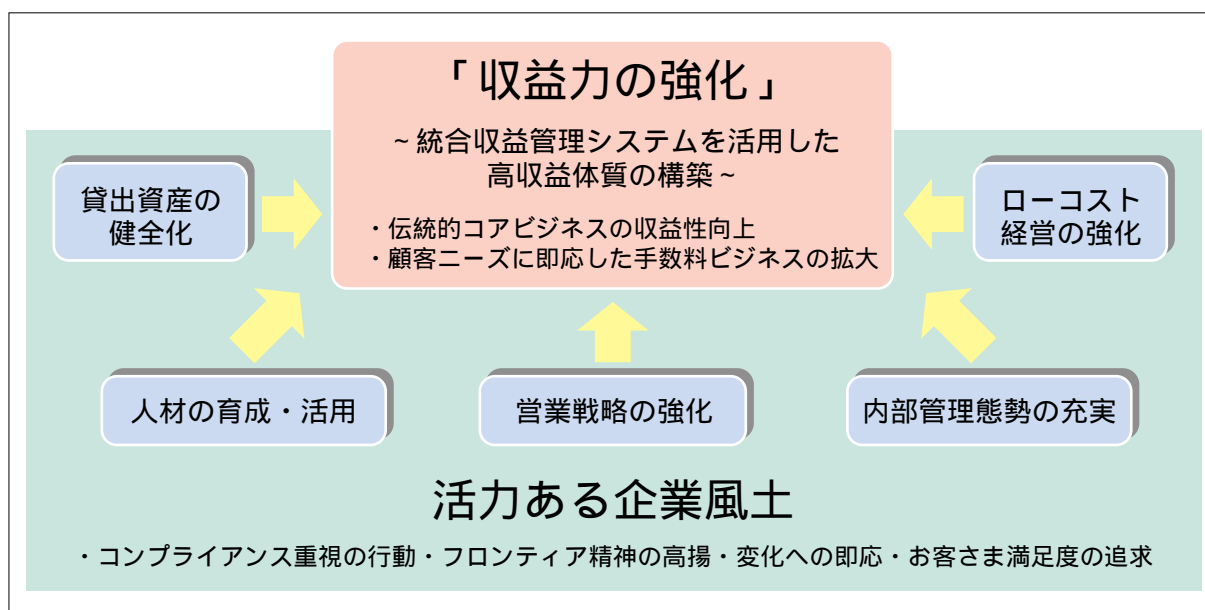 「収益力の強化」
~統合収益管理システムを活用した
高収益体質の構築~
・伝統的コアビジネスの収益性向上
・顧客ニーズに即応した手数料ビジネスの拡大
貸出資産の
健全化
ローコスト
経営の強化
人材の育成・活用
営業戦略の強化
内部管理態勢の充実
活力ある企業風土
・コンプライアンス重視の行動・フロンティア精神の高揚・変化への即応・お客さま満足度の追求